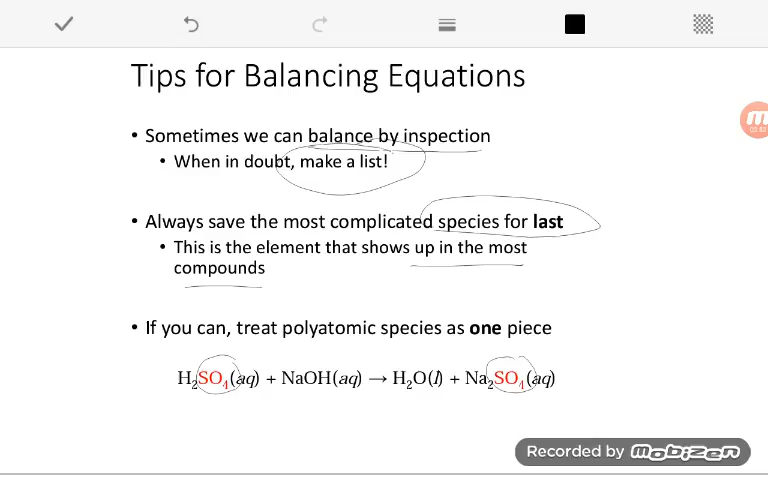 Tips for Balancing Equations
• Sometimes we can balance by inspection
• When in doubt, make a list!
• Always save the most complicated species for last
• This is the element that shows up in the most
compounds
• If you can, treat polyatomic species as one piece
H₂SO₄(aq) + NaOH(aq) → H₂O(l) + Na₂SO₄(aq)
Recorded by mobizen